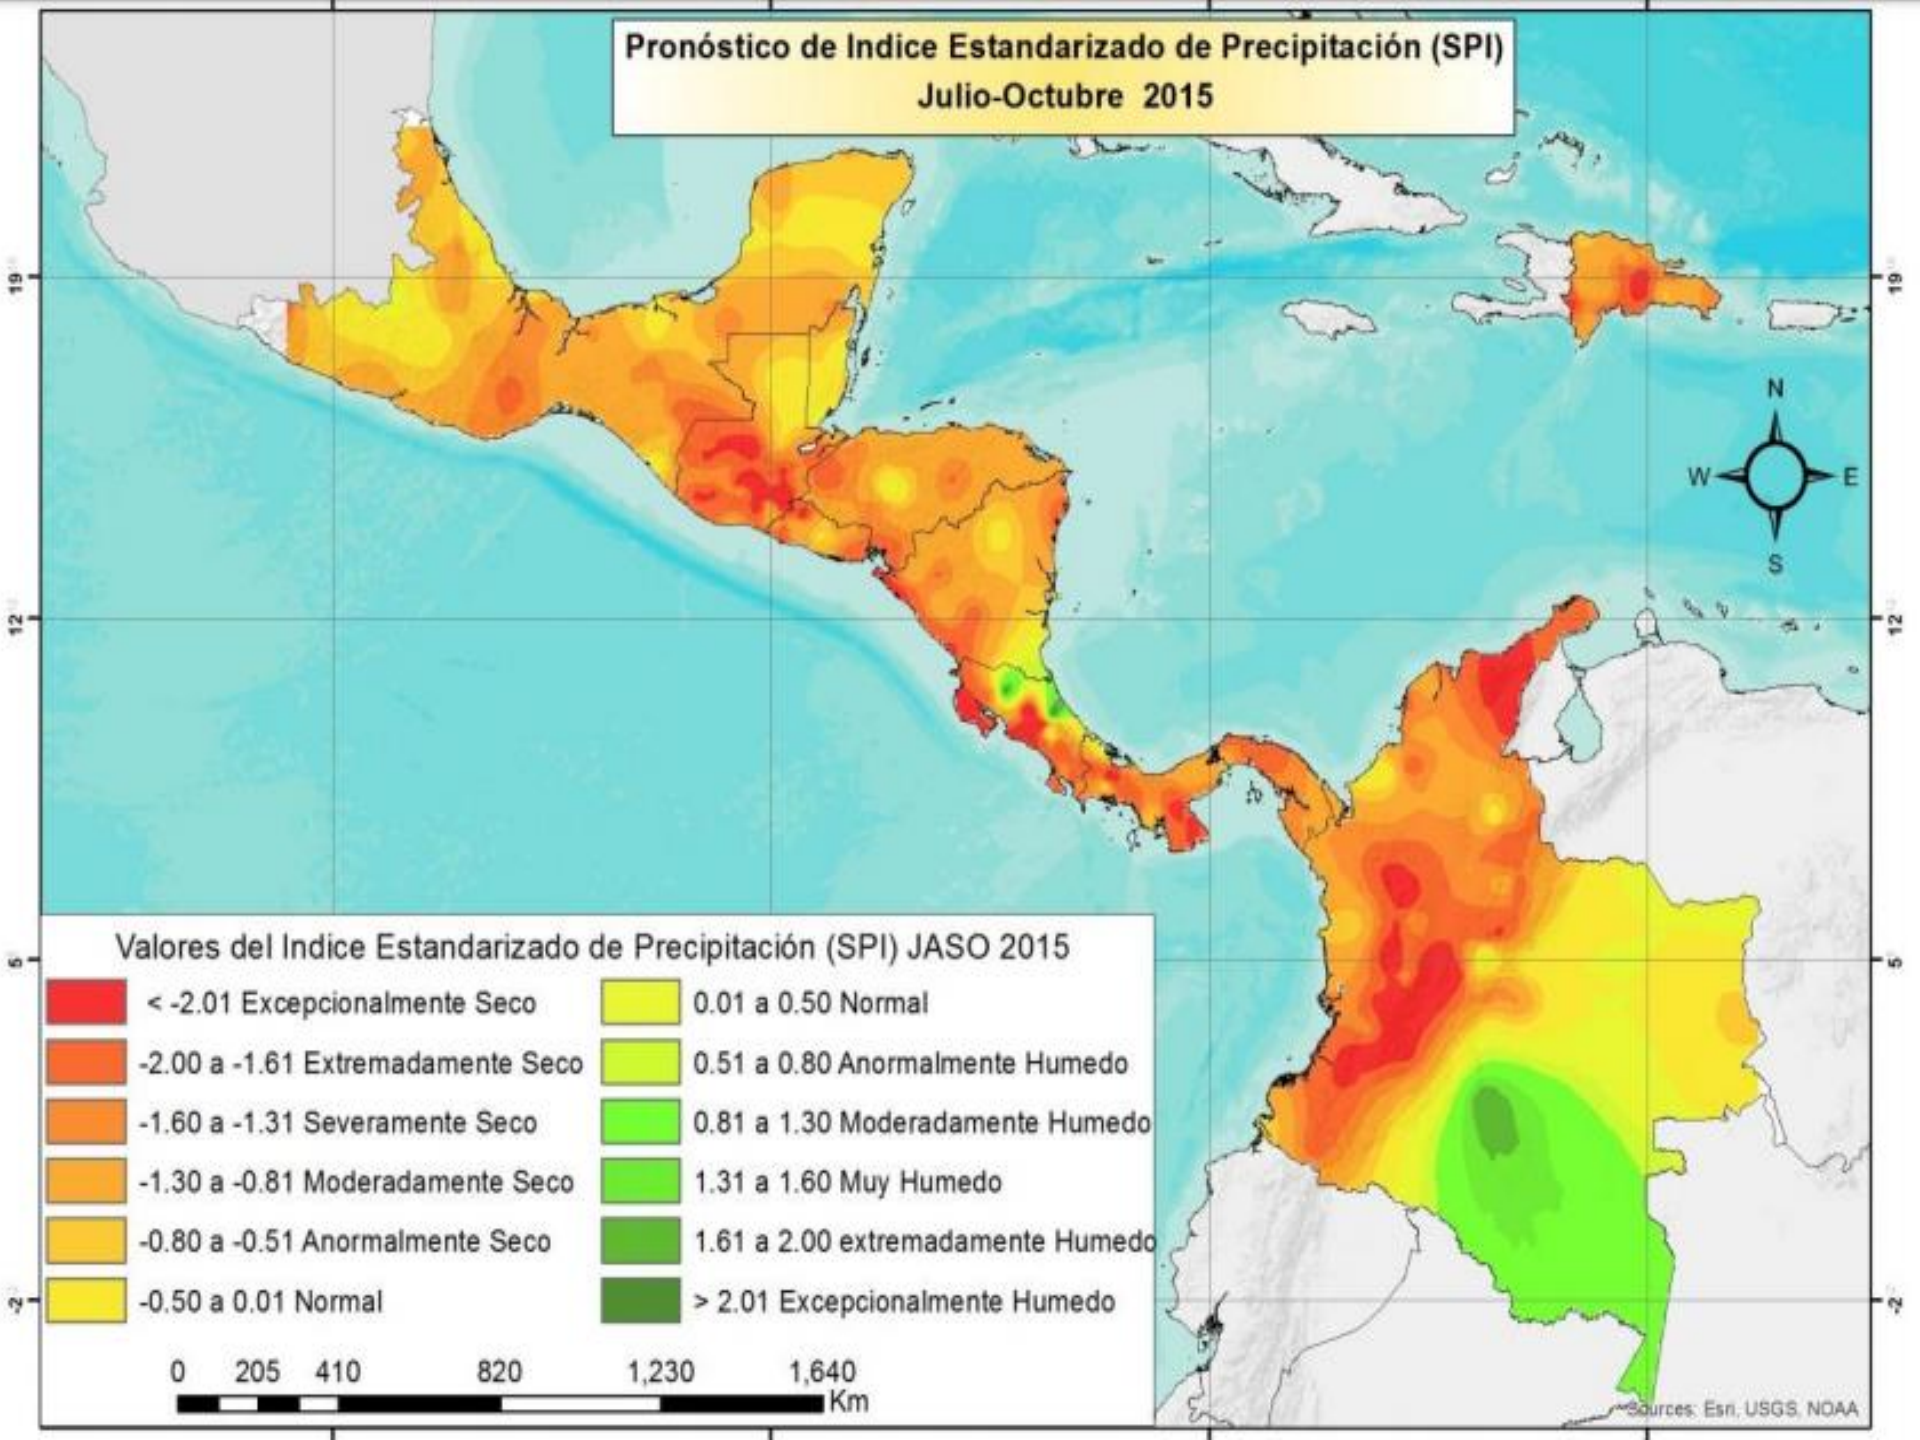 Pronóstico de Indice Estandarizado de Precipitación (SPI)
Julio-Octubre 2015
19
19
N
W
E
S
12
12
5
5
-2
-2
Valores del Indice Estandarizado de Precipitación (SPI) JASO 2015
< -2.01 Excepcionalmente Seco
-2.00 a -1.61 Extremadamente Seco
-1.60 a -1.31 Severamente Seco
-1.30 a -0.81 Moderadamente Seco
-0.80 a -0.51 Anormalmente Seco
-0.50 a 0.01 Normal
0.01 a 0.50 Normal
0.51 a 0.80 Anormalmente Humedo
0.81 a 1.30 Moderadamente Humedo
1.31 a 1.60 Muy Humedo
1.61 a 2.00 extremadamente Humedo
> 2.01 Excepcionalmente Humedo
0 205 410 820 1,230 1,640
Km
Sources: Esri, USGS, NOAA